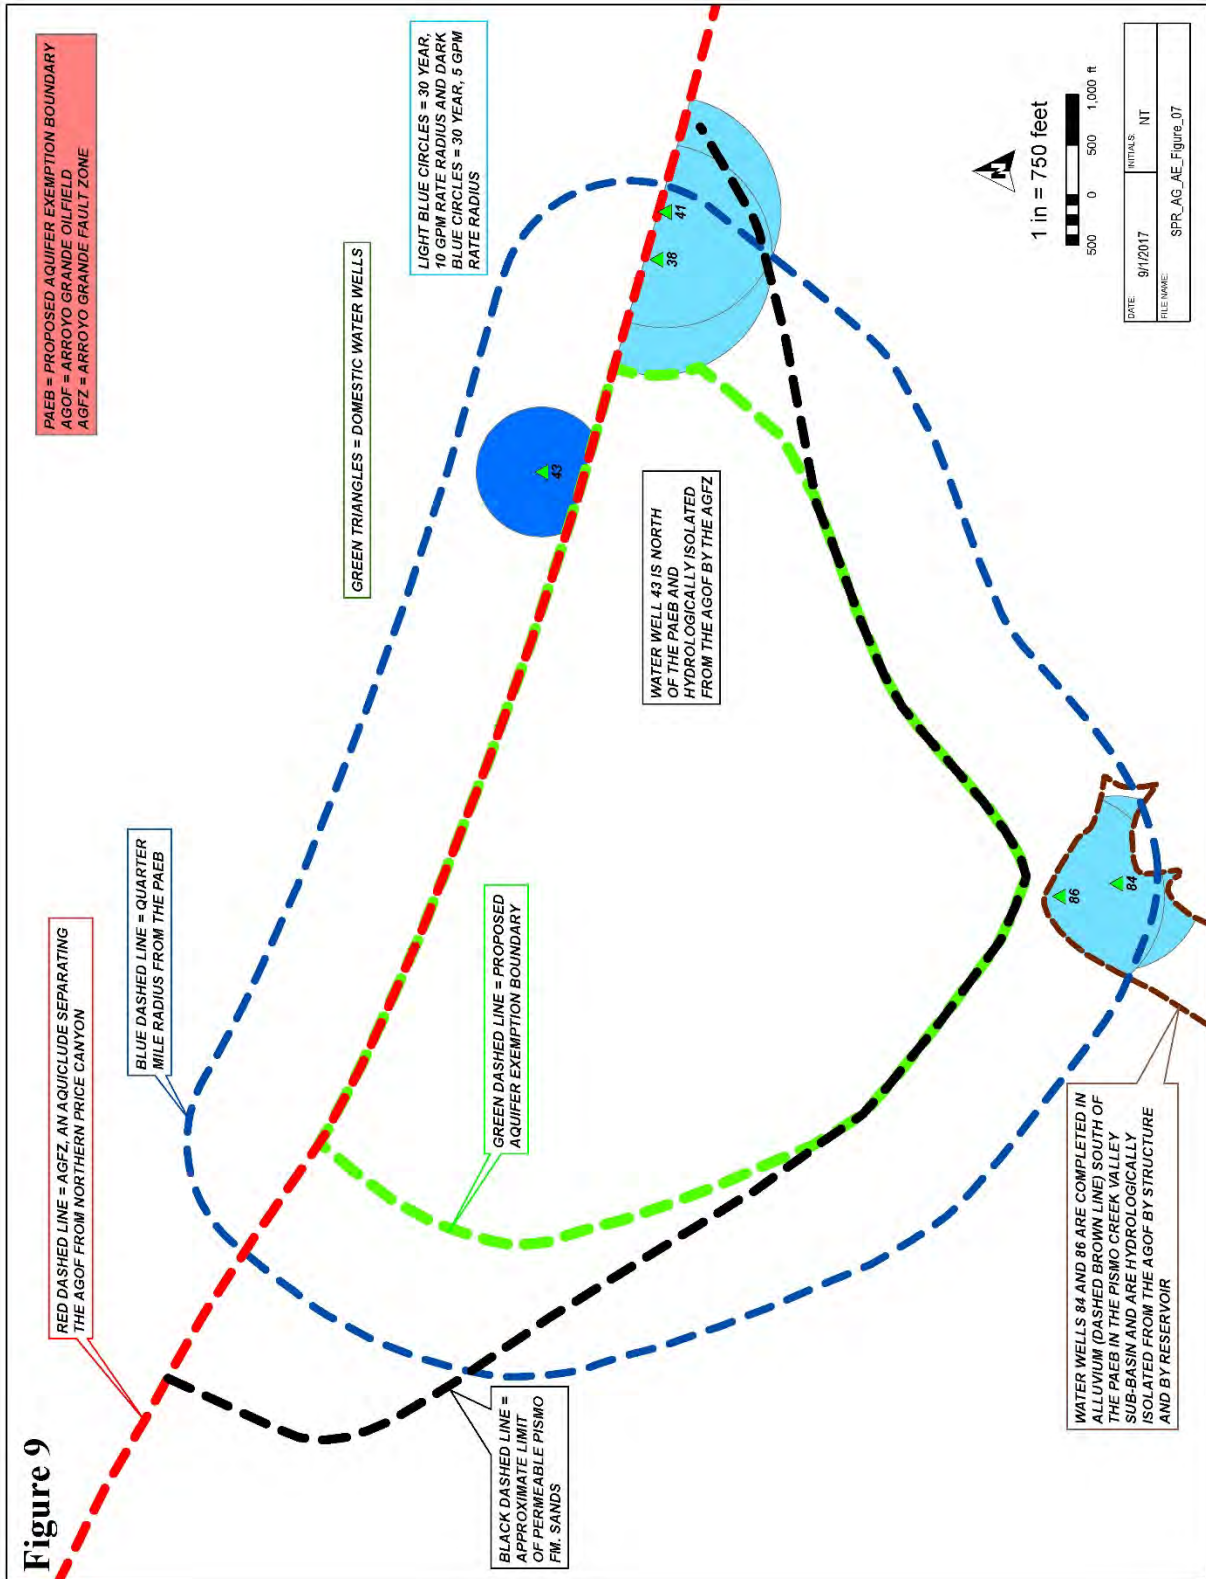 Figure 9
RED DASHED LINE = AGFZ, AN AQUICLUDE SEPARATING
THE AGOF FROM NORTHERN PRICE CANYON
BLUE DASHED LINE = QUARTER
MILE RADIUS FROM THE PAEB
PAEB = PROPOSED AQUIFER EXEMPTION BOUNDARY
AGOF = ARROYO GRANDE OILFIELD
AGFZ = ARROYO GRANDE FAULT ZONE
GREEN TRIANGLES = DOMESTIC WATER WELLS
LIGHT BLUE CIRCLES = 30 YEAR,
10 GPM RATE RADIUS AND DARK
BLUE CIRCLES = 30 YEAR, 5 GPM
RATE RADIUS
GREEN DASHED LINE = PROPOSED
AQUIFER EXEMPTION BOUNDARY
43
38
41
BLACK DASHED LINE =
APPROXIMATE LIMIT
OF PERMEABLE PISMO
FM. SANDS
WATER WELL 43 IS NORTH
OF THE PAEB AND
HYDROLOGICALLY ISOLATED
FROM THE AGOF BY THE AGFZ
86
84
WATER WELLS 84 AND 86 ARE COMPLETED IN
ALLUVIUM (DASHED BROWN LINE) SOUTH OF
THE PAEB IN THE PISMO CREEK VALLEY
SUB-BASIN AND ARE HYDROLOGICALLY
ISOLATED FROM THE AGOF BY STRUCTURE
AND BY RESERVOIR
N
1 in = 750 feet
500 0 500 1,000 ft
DATE: 9/1/2017 INITIALS: NT
FILE NAME: SPR_AG_AE_Figure_07